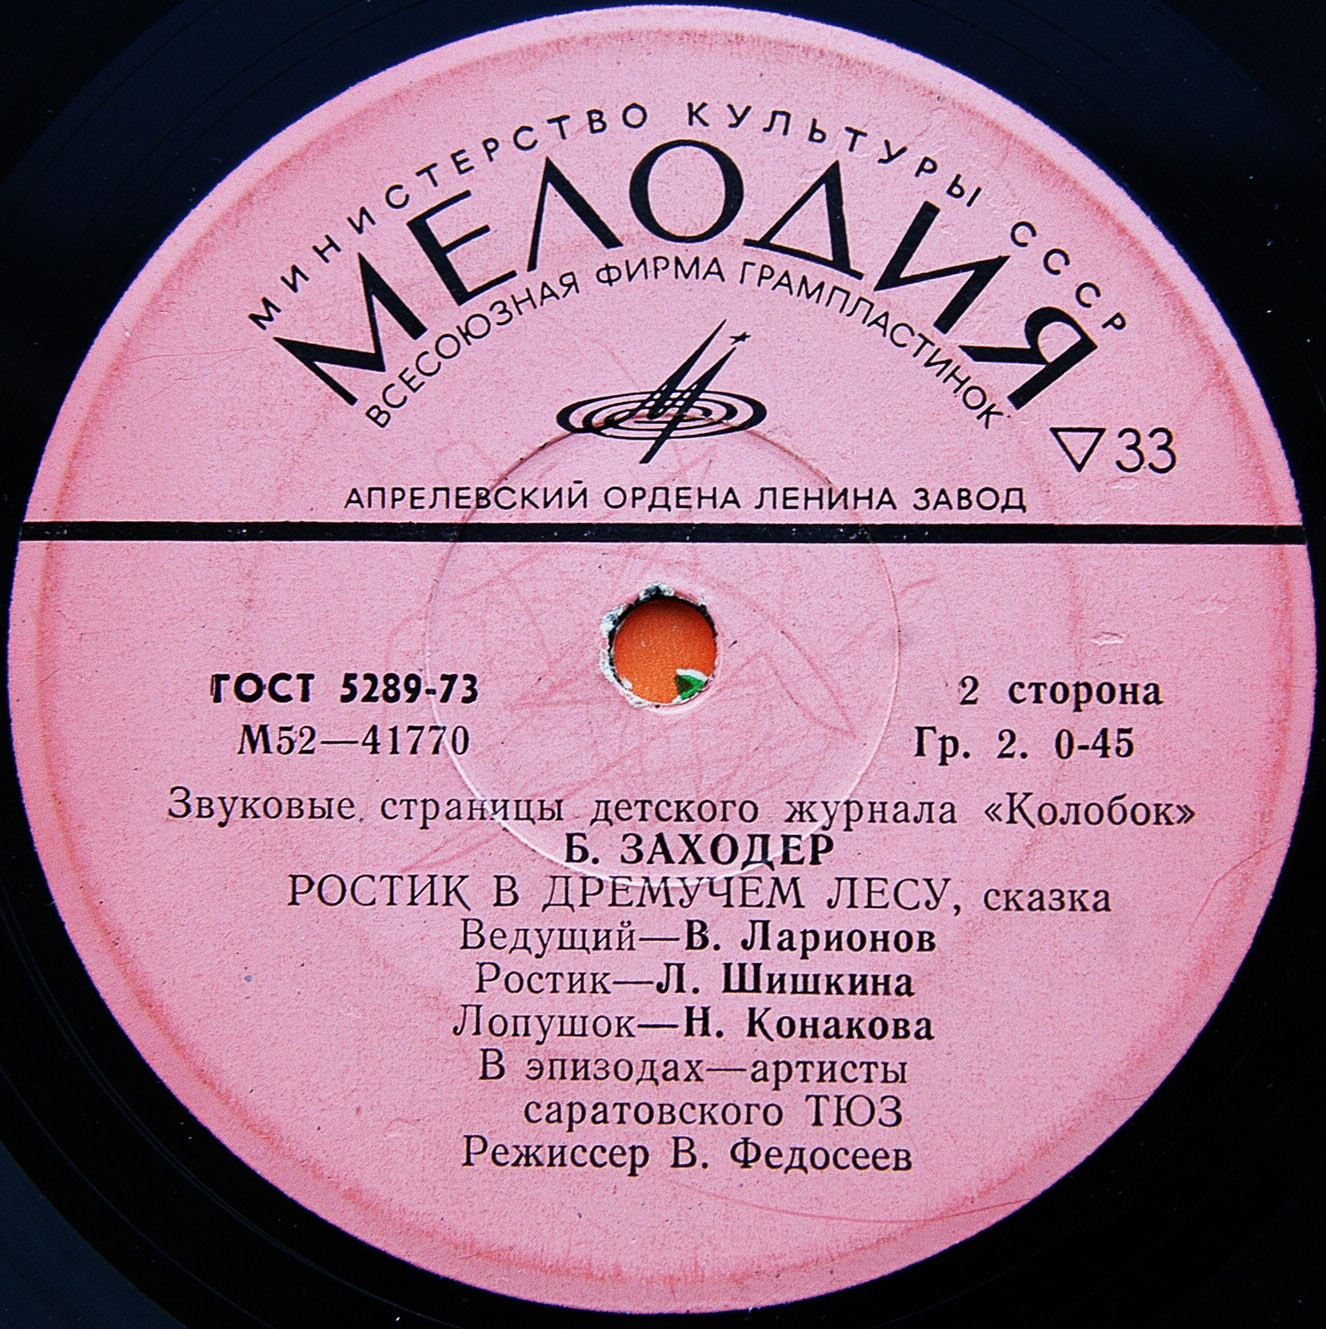 МИНИСТЕРСТВО КУЛЬТУРЫ СССР
МЕЛОДИЯ
ВСЕСОЮЗНАЯ ФИРМА ГРАМПЛАСТИНОК
▽33
АПРЕЛЕВСКИЙ ОРДЕНА ЛЕНИНА ЗАВОД
ГОСТ 5289-73
2 сторона
М52—41770
Гр. 2. 0-45
Звуковые страницы детского журнала «Колобок»
Б. ЗАХОДЕР
РОСТИК В ДРЕМУЧЕМ ЛЕСУ, сказка
Ведущий—В. Ларионов
Ростик—Л. Шишкина
Лопушок—Н. Конакова
В эпизодах—артисты
саратовского ТЮЗ
Режиссер В. Федосеев